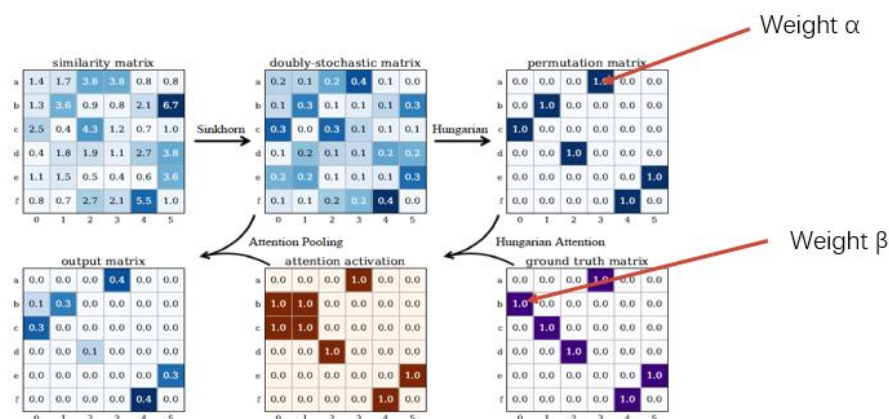 Weight α
similarity matrix
doubly-stochastic matrix
permutation matrix
a 1.4 1.7 3.8 3.8 0.8 0.8
b 1.3 3.6 0.9 0.8 2.1 6.7
c 2.5 0.4 4.3 1.2 0.7 1.0
d 0.4 1.8 1.9 1.1 2.7 3.8
e 1.1 1.5 0.5 0.4 0.6 3.6
f 0.8 0.7 2.7 2.1 5.5 1.0
0 1 2 3 4 5
Sinkhorn
a 0.2 0.1 0.2 0.4 0.1 0.0
b 0.1 0.3 0.1 0.1 0.1 0.3
c 0.3 0.0 0.3 0.1 0.1 0.1
d 0.1 0.2 0.1 0.1 0.2 0.2
e 0.2 0.2 0.1 0.1 0.1 0.3
f 0.1 0.1 0.2 0.2 0.4 0.0
0 1 2 3 4 5
Hungarian
a 0.0 0.0 0.0 1.0 0.0 0.0
b 0.0 1.0 0.0 0.0 0.0 0.0
c 1.0 0.0 0.0 0.0 0.0 0.0
d 0.0 0.0 1.0 0.0 0.0 0.0
e 0.0 0.0 0.0 0.0 0.0 1.0
f 0.0 0.0 0.0 0.0 1.0 0.0
0 1 2 3 4 5
Attention Pooling
Hungarian Attention
Weight β
output matrix
attention activation
ground truth matrix
a 0.0 0.0 0.0 0.4 0.0 0.0
b 0.1 0.3 0.0 0.0 0.0 0.0
c 0.3 0.0 0.0 0.0 0.0 0.0
d 0.0 0.0 0.1 0.0 0.0 0.0
e 0.0 0.0 0.0 0.0 0.0 0.3
f 0.0 0.0 0.0 0.0 0.4 0.0
0 1 2 3 4 5
a 0.0 0.0 0.0 1.0 0.0 0.0
b 1.0 1.0 0.0 0.0 0.0 0.0
c 1.0 1.0 0.0 0.0 0.0 0.0
d 0.0 0.0 1.0 0.0 0.0 0.0
e 0.0 0.0 0.0 0.0 0.0 1.0
f 0.0 0.0 0.0 0.0 1.0 0.0
0 1 2 3 4 5
a 0.0 0.0 0.0 1.0 0.0 0.0
b 1.0 0.0 0.0 0.0 0.0 0.0
c 0.0 1.0 0.0 0.0 0.0 0.0
d 0.0 0.0 1.0 0.0 0.0 0.0
e 0.0 0.0 0.0 0.0 0.0 1.0
f 0.0 0.0 0.0 0.0 1.0 0.0
0 1 2 3 4 5